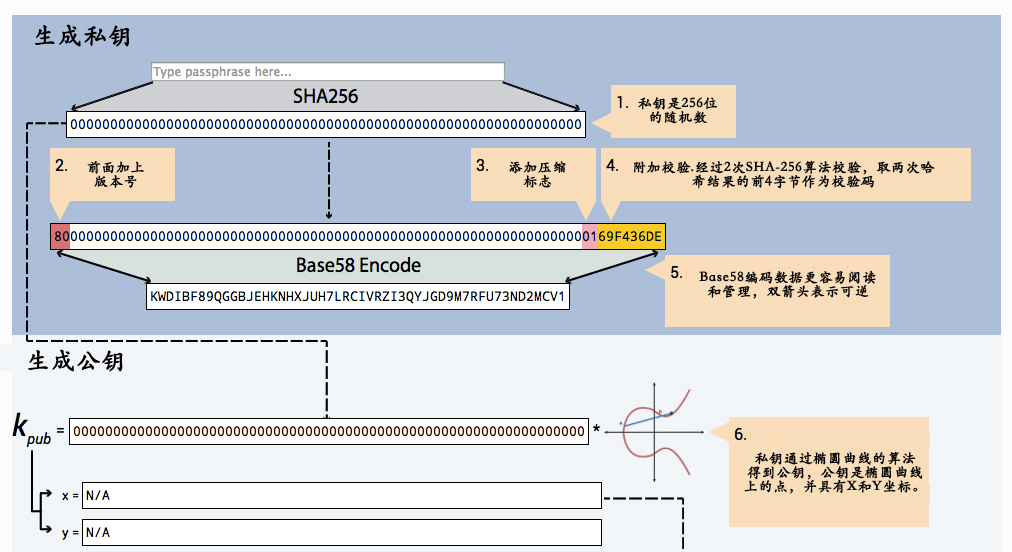 生成私钥
Type passphrase here...
SHA256
0000000000000000000000000000000000000000000000000000000000000000
1. 私钥是256位
的随机数
2. 前面加上
版本号
3. 添加压缩
标志
4. 附加校验.经过2次SHA-256算法校验，取两次哈
希结果的前4字节作为校验码
8000000000000000000000000000000000000000000000000000000000000000000169F436DE
Base58 Encode
KWDIBF89QGGBJEHKNHXJUH7LRCIVRZI3QYJGD9M7RFU73ND2MCV1
5. Base58编码数据更容易阅读
和管理，双箭头表示可逆
生成公钥
kpub = 0000000000000000000000000000000000000000000000000000000000000000 *
6.
私钥通过椭圆曲线的算法
得到公钥，公钥是椭圆曲线
上的点，并具有X和Y坐标。
x = N/A
y = N/A